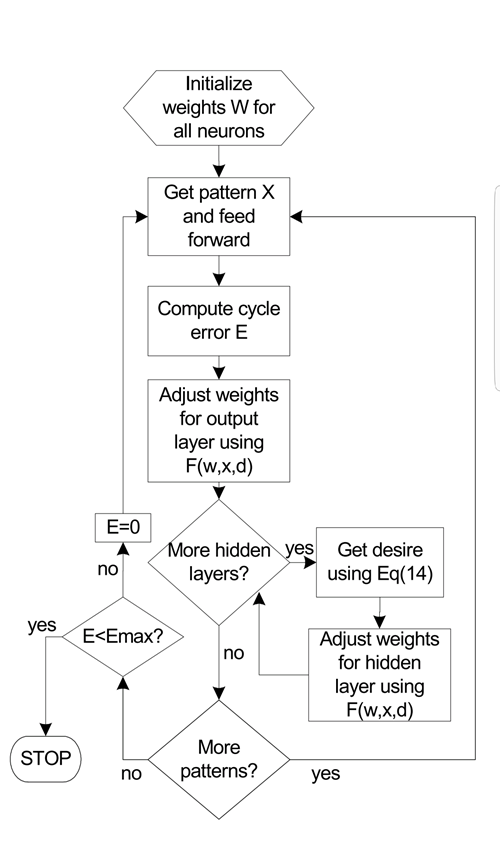 Initialize
weights W for
all neurons
Get pattern X
and feed
forward
Compute cycle
error E
Adjust weights
for output
layer using
F(w,x,d)
E=0
More hidden
layers?
yes
Get desire
using Eq(14)
no
yes
E<Emax?
no
Adjust weights
for hidden
layer using
F(w,x,d)
STOP
More
patterns?
no
yes